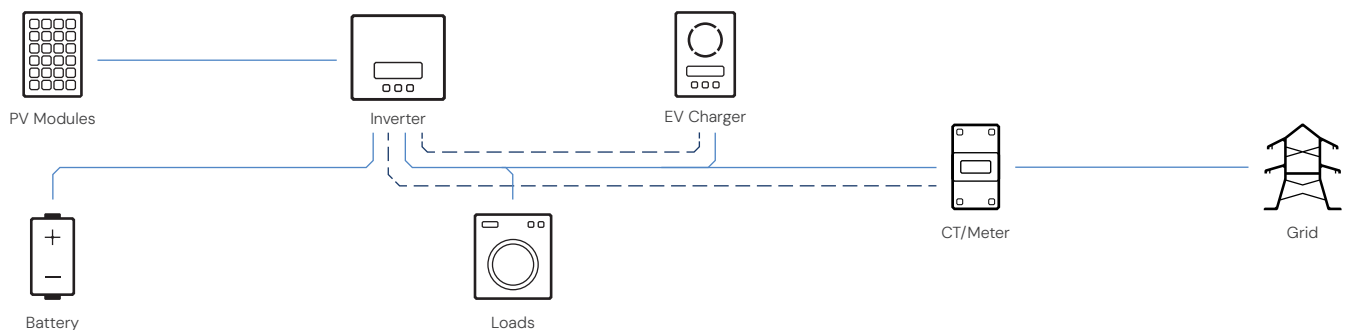 PV Modules
Inverter
EV Charger
CT/Meter
Grid
Battery
Loads